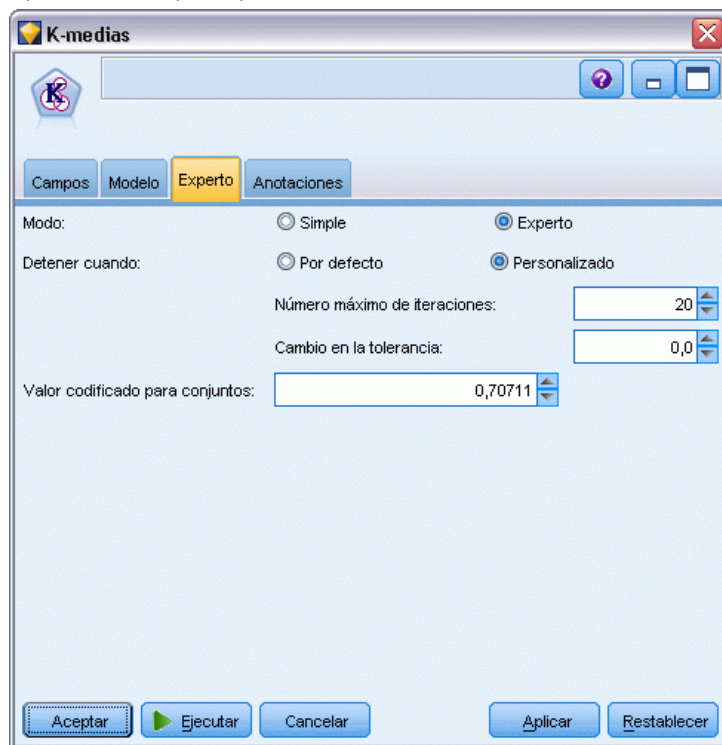 K-medias
K
Campos Modelo Experto Anotaciones
Modo: Simple Experto
Detener cuando: Por defecto Personalizado
Número máximo de iteraciones: 20
Cambio en la tolerancia: 0,0
Valor codificado para conjuntos: 0,70711
Aceptar Ejecutar Cancelar Aplicar Restablecer